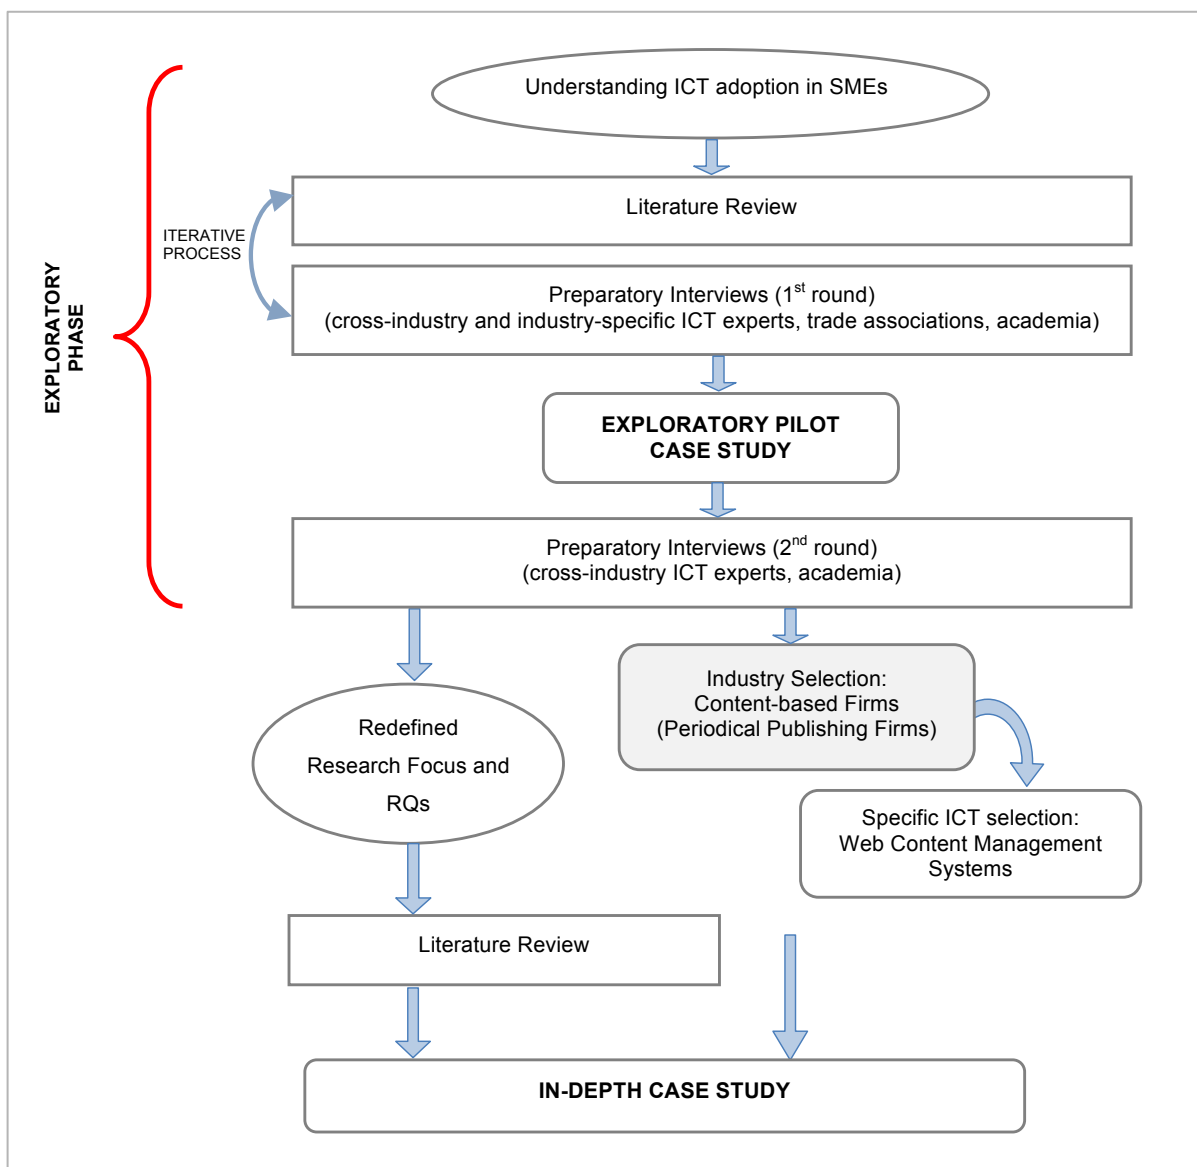 Understanding ICT adoption in SMEs
Literature Review
ITERATIVE
PROCESS
Preparatory Interviews (1st round)
(cross-industry and industry-specific ICT experts, trade associations, academia)
EXPLORATORY
PHASE
EXPLORATORY PILOT
CASE STUDY
Preparatory Interviews (2nd round)
(cross-industry ICT experts, academia)
Industry Selection:
Content-based Firms
(Periodical Publishing Firms)
Redefined
Research Focus and
RQs
Specific ICT selection:
Web Content Management
Systems
Literature Review
IN-DEPTH CASE STUDY